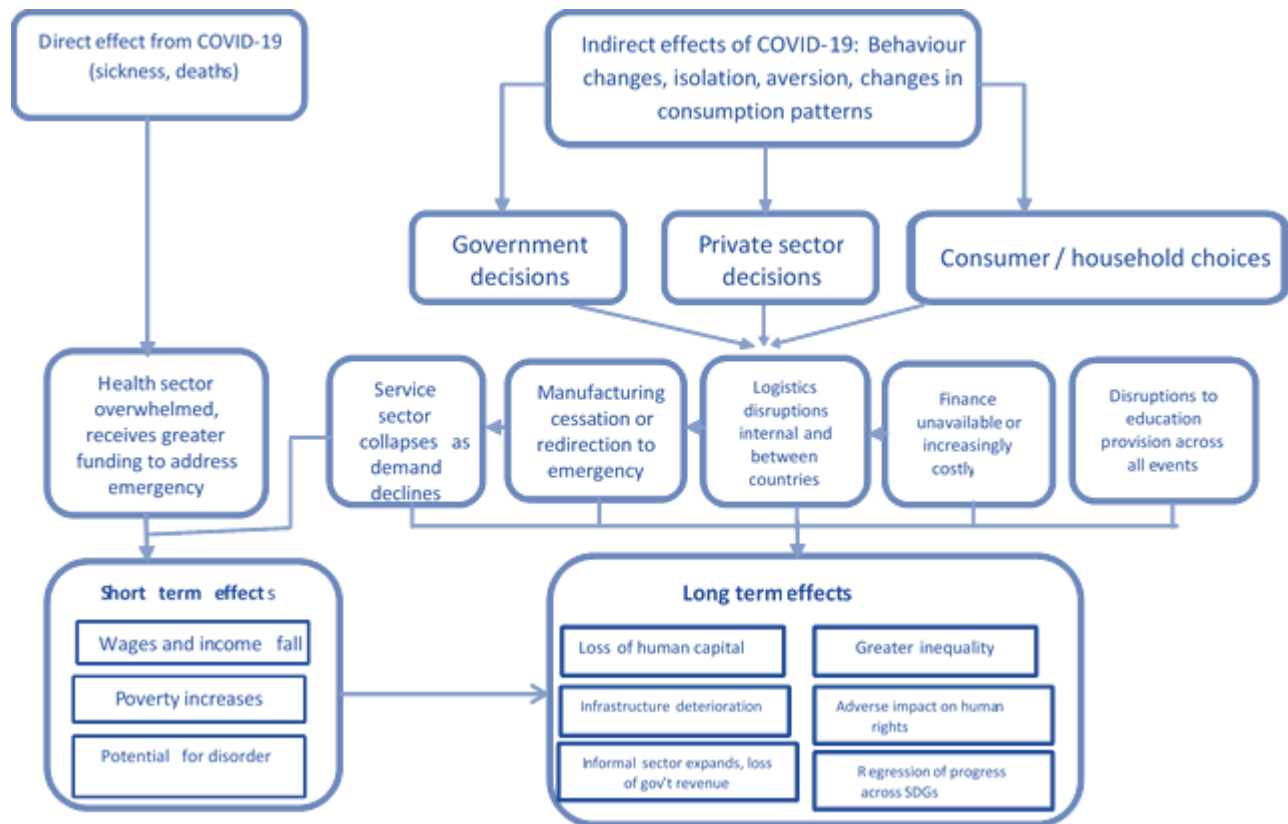 Direct effect from COVID-19
(sickness, deaths)
Indirect effects of COVID-19: Behaviour
changes, isolation, aversion, changes in
consumption patterns
Government
decisions
Private sector
decisions
Consumer / household choices
Health sector
overwhelmed,
receives greater
funding to address
emergency
Service
sector
collapses as
demand
declines
Manufacturing
cessation or
redirection to
emergency
Logistics
disruptions
internal and
between
countries
Finance
unavailable or
increasingly
costly
Disruptions to
education
provision across
all events
Short term effects
Wages and income fall
Poverty increases
Potential for disorder
Long term effects
Loss of human capital
Greater inequality
Infrastructure deterioration
Adverse impact on human
rights
Informal sector expands, loss
of gov't revenue
Regression of progress
across SDGs